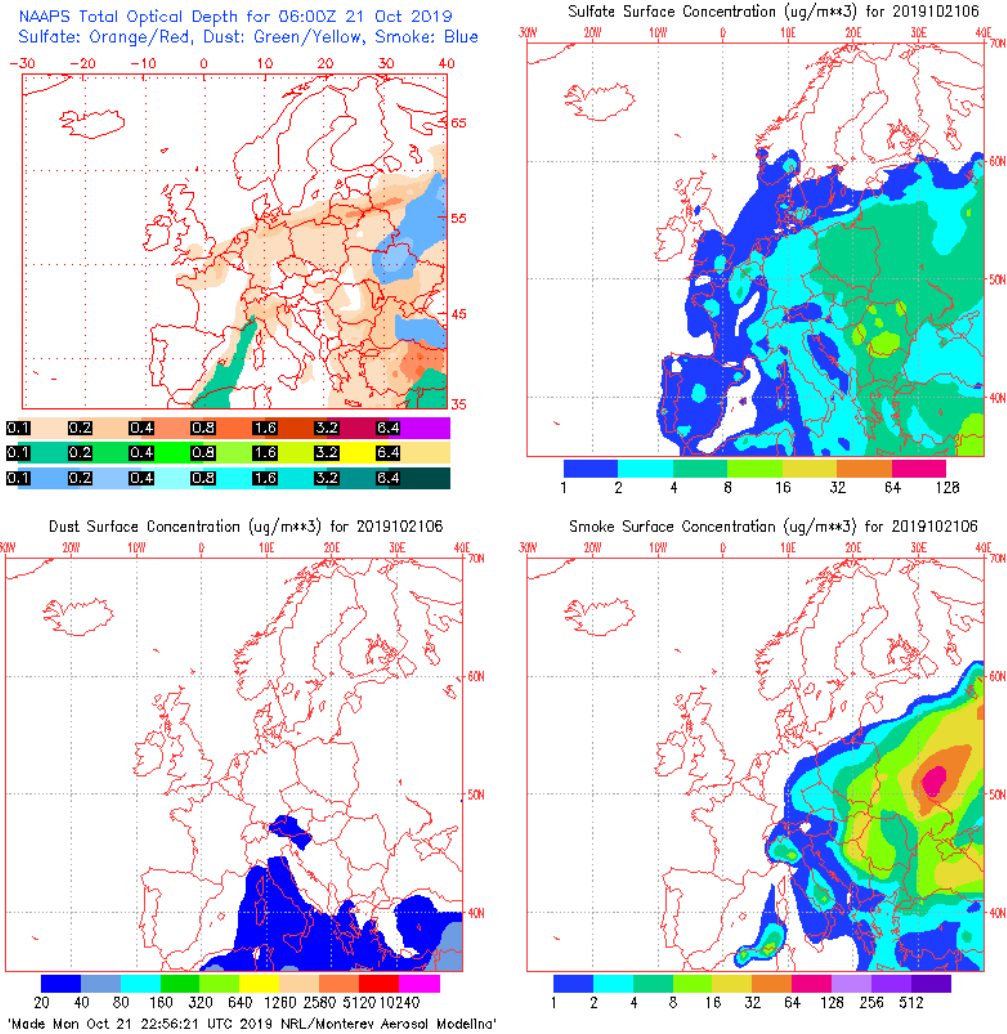 NAAPS Total Optical Depth for 06:00Z 21 Oct 2019
Sulfate: Orange/Red, Dust: Green/Yellow, Smoke: Blue
-30 -20 -10 0 10 20 30 40
65
55
45
35
0.1 0.2 0.4 0.8 1.6 3.2 6.4
0.1 0.2 0.4 0.8 1.6 3.2 6.4
0.1 0.2 0.4 0.8 1.6 3.2 6.4
Sulfate Surface Concentration (ug/m**3) for 2019102106
30W 20W 10W 0 10E 20E 30E 40E
70N
60N
50N
40N
1 2 4 8 16 32 64 128
Dust Surface Concentration (ug/m**3) for 2019102106
30W 20W 10W 0 10E 20E 30E 40E
70N
60N
50N
40N
20 40 80 160 320 640 1260 2580 5120 10240
Smoke Surface Concentration (ug/m**3) for 2019102106
30W 20W 10W 0 10E 20E 30E 40E
70N
60N
50N
40N
1 2 4 8 16 32 64 128 256 512
'Made Mon Oct 21 22:56:21 UTC 2019 NRL/Monterey Aerosol Modeling'